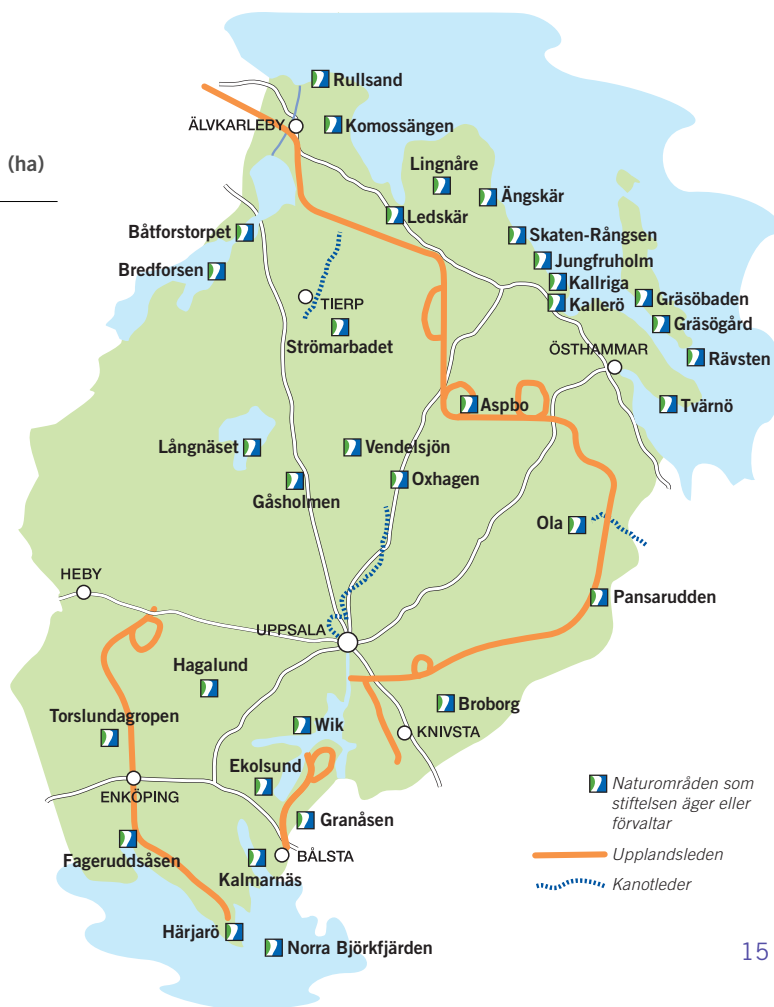 Rullsand
ÄLVKARLEBY
Komossängen
(ha)
Lingnåre
Ängskär
Ledskär
Båtforstorpet
Skaten-Rångsen
Bredforsen
Jungfruholm
Kallriga
Kallerö
Gräsöbaden
TIERP
Gräsögård
Strömarbadet
ÖSTHAMMAR
Rävsten
Aspbo
Tvärnö
Långnäset
Vendelsjön
Gåsholmen
Oxhagen
Ola
HEBY
Pansarudden
UPPSALA
Hagalund
Broborg
Torslundagropen
Wik
KNIVSTA
Ekolsund
ENKÖPING
Granåsen
Fageruddsåsen
BÅLSTA
Kalmarnäs
Härjarö
Norra Björkfjärden
Naturområden som
stiftelsen äger eller
förvaltar
Upplandsleden
Kanotleder
15